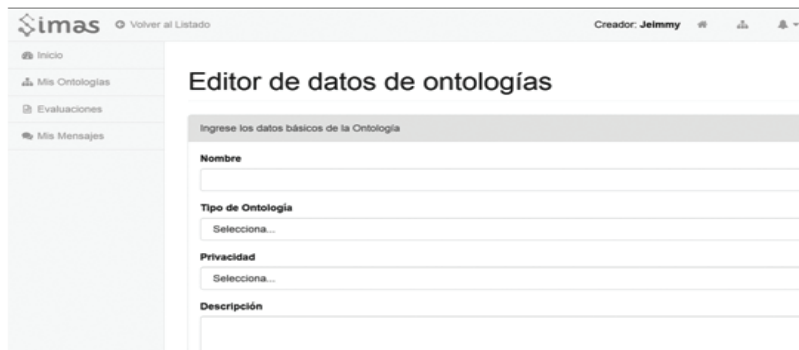 Simas Volver al Listado Creador: Jeimmy
Inicio
Mis Ontologías
Evaluaciones
Mis Mensajes
Editor de datos de ontologías
Ingrese los datos básicos de la Ontología
Nombre
Tipo de Ontología
Selecciona...
Privacidad
Selecciona...
Descripción